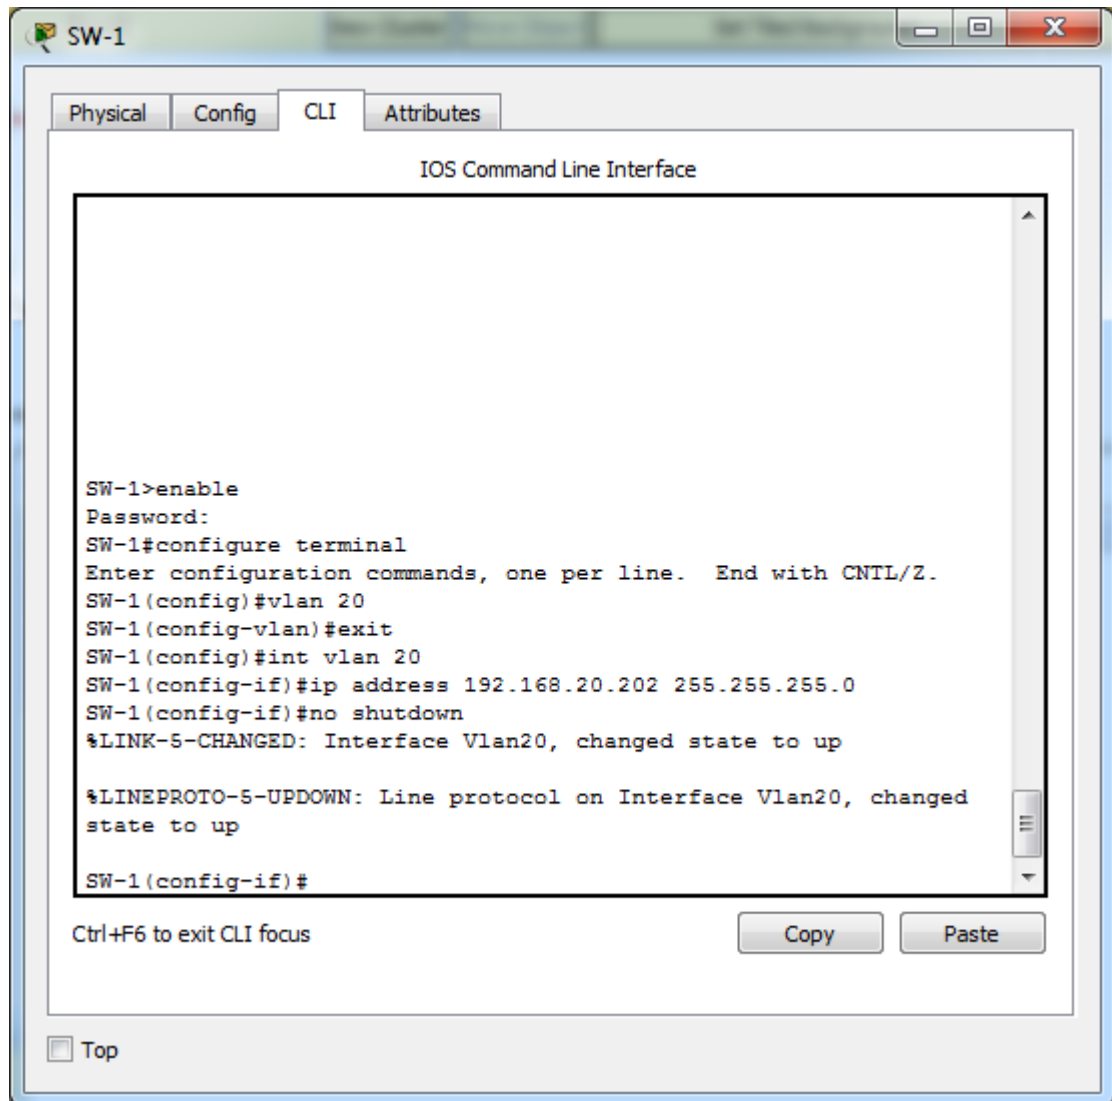 SW-1
Physical Config CLI Attributes
IOS Command Line Interface
SW-1>enable
Password:
SW-1#configure terminal
Enter configuration commands, one per line.  End with CNTL/Z.
SW-1(config)#vlan 20
SW-1(config-vlan)#exit
SW-1(config)#int vlan 20
SW-1(config-if)#ip address 192.168.20.202 255.255.255.0
SW-1(config-if)#no shutdown
%LINK-5-CHANGED: Interface Vlan20, changed state to up
%LINEPROTO-5-UPDOWN: Line protocol on Interface Vlan20, changed
state to up
SW-1(config-if)#
Ctrl+F6 to exit CLI focus Copy Paste
Top